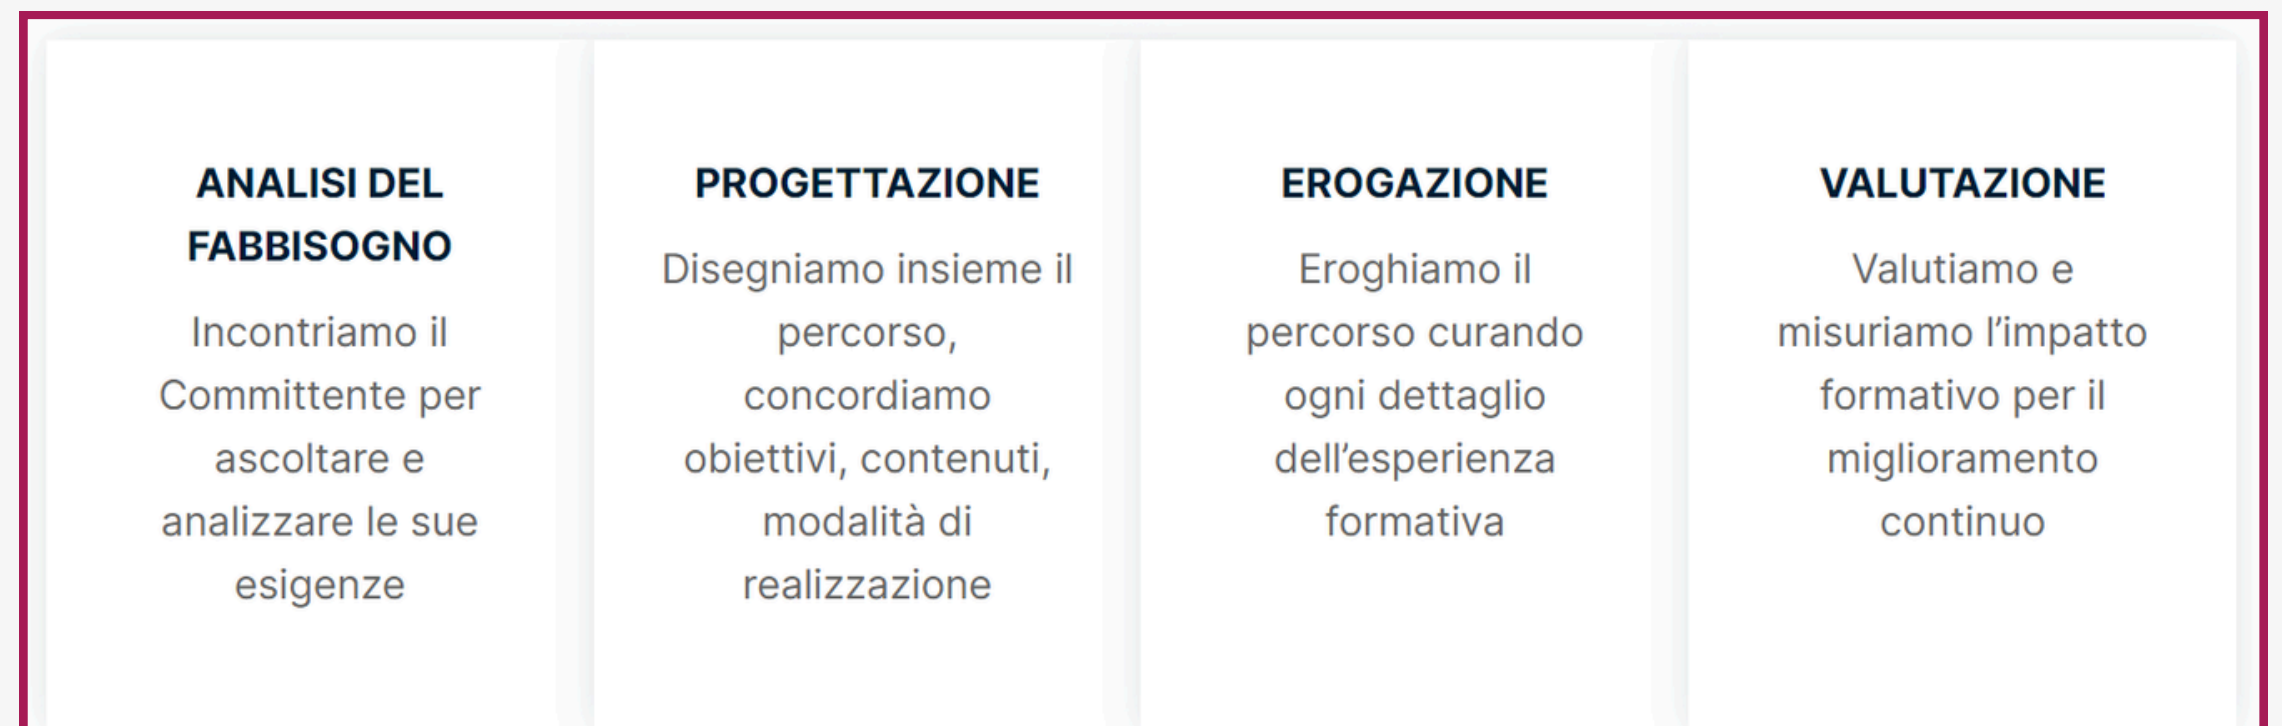 ANALISI DEL
FABBISOGNO
Incontriamo il
Committente per
ascoltare e
analizzare le sue
esigenze
PROGETTAZIONE
Disegniamo insieme il
percorso,
concordiamo
obiettivi, contenuti,
modalità di
realizzazione
EROGAZIONE
Eroghiamo il
percorso curando
ogni dettaglio
dell’esperienza
formativa
VALUTAZIONE
Valutiamo e
misuriamo l’impatto
formativo per il
miglioramento
continuo